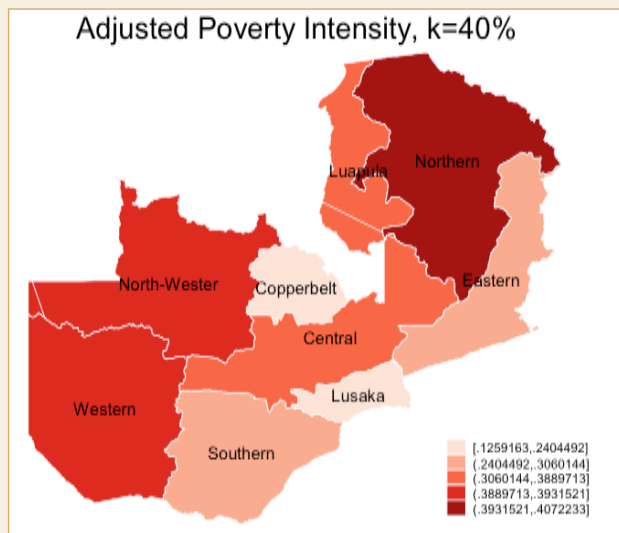 Adjusted Poverty Intensity, k=40%
Luapula
Northern
North-Wester
Copperbelt
Eastern
Central
Western
Lusaka
Southern
[.1259163,.2404492]
(.2404492,.3060144]
(.3060144,.3889713]
(.3889713,.3931521]
(.3931521,.4072233]